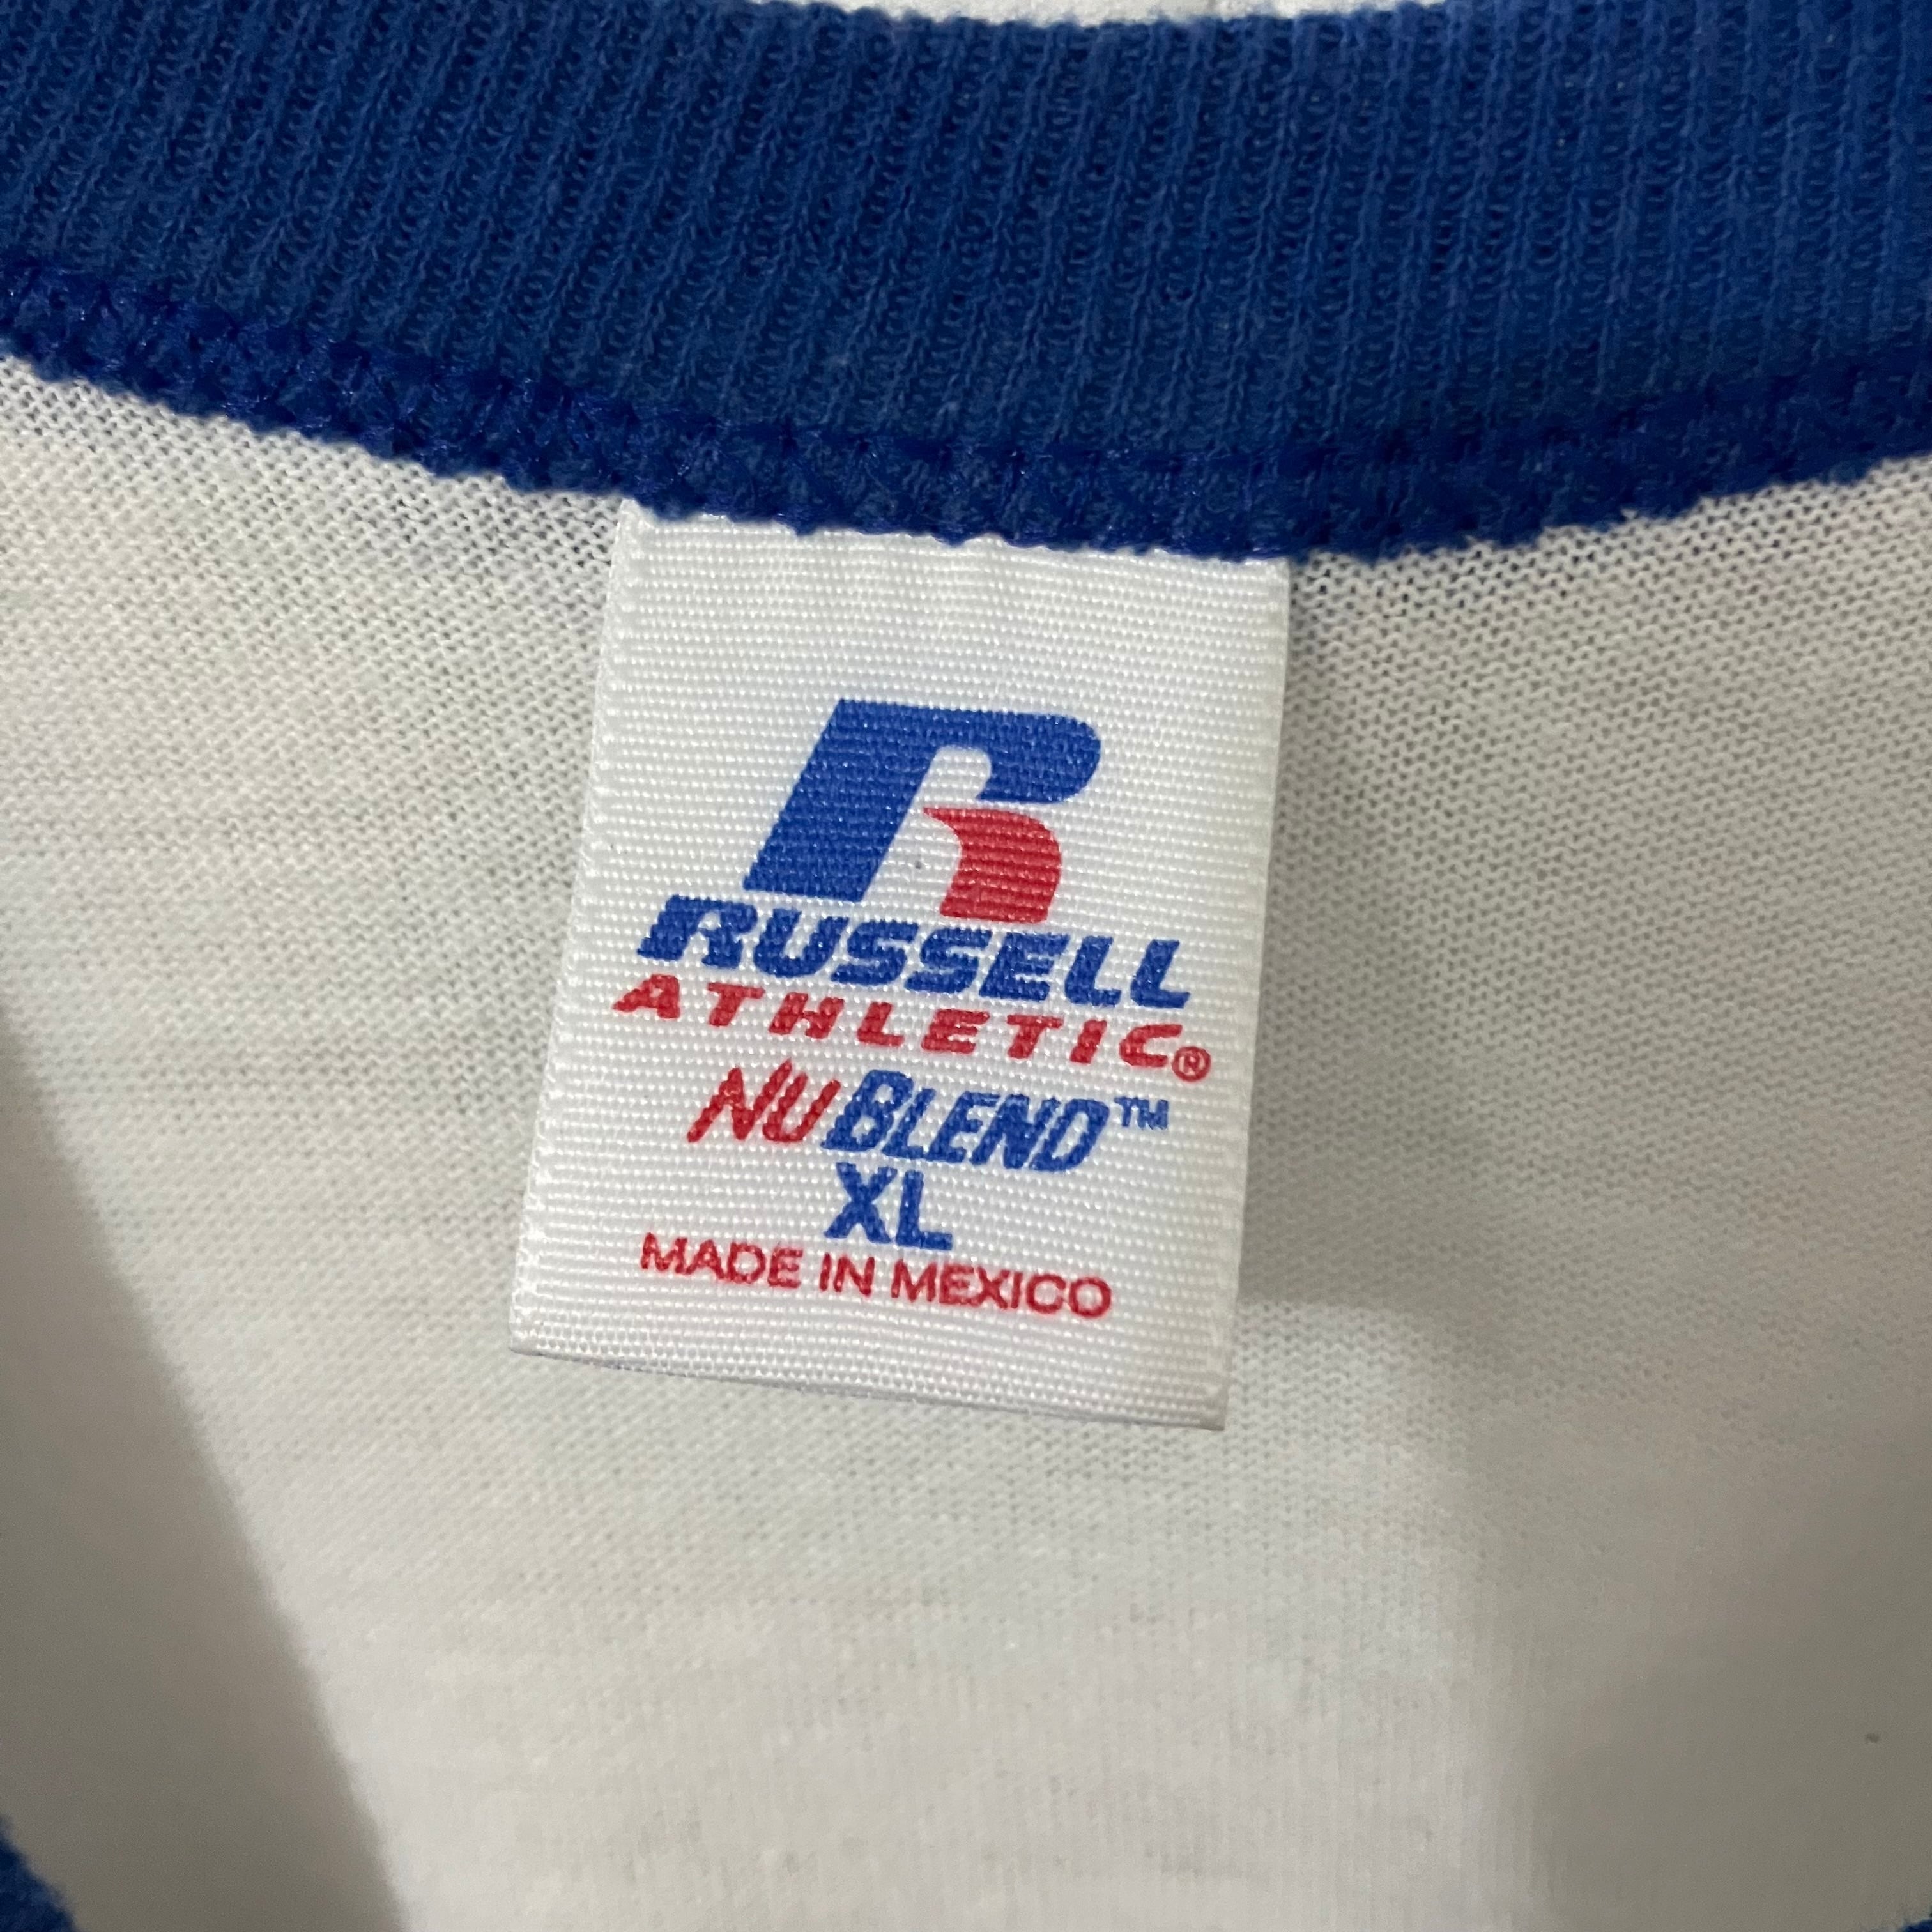 R
RUSSELL
ATHLETIC®
NUBLEND™
XL
MADE IN MEXICO